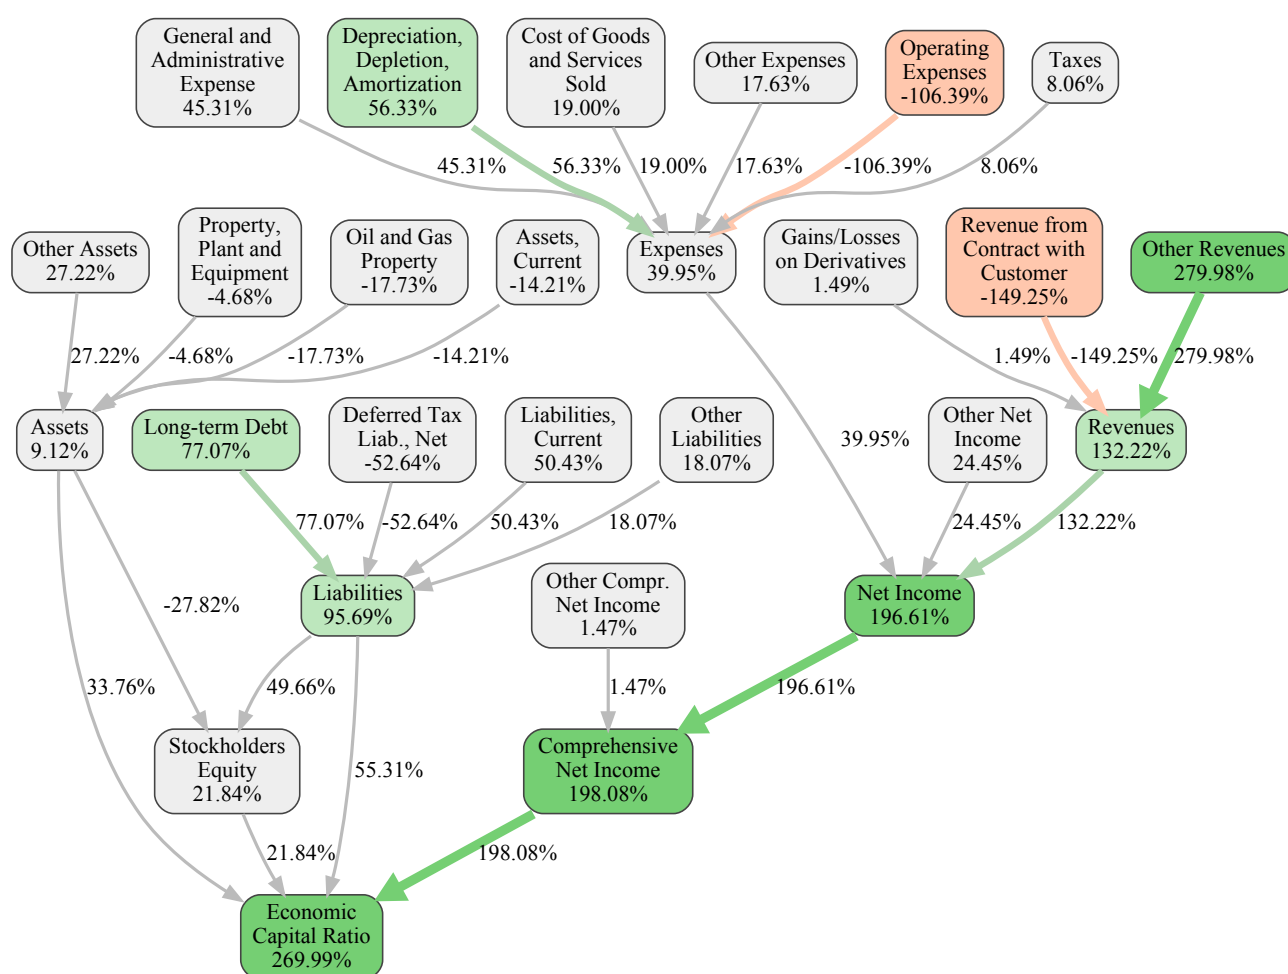 General and
Administrative
Expense
45.31%
Depreciation,
Depletion,
Amortization
56.33%
Cost of Goods
and Services
Sold
19.00%
Other Expenses
17.63%
Operating
Expenses
-106.39%
Taxes
8.06%
45.31%
56.33%
19.00%
17.63%
-106.39%
8.06%
Other Assets
27.22%
Property,
Plant and
Equipment
-4.68%
Oil and Gas
Property
-17.73%
Assets,
Current
-14.21%
Expenses
39.95%
Gains/Losses
on Derivatives
1.49%
Revenue from
Contract with
Customer
-149.25%
Other Revenues
279.98%
27.22%
-4.68%
-17.73%
-14.21%
1.49%
-149.25%
279.98%
Assets
9.12%
Long-term Debt
77.07%
Deferred Tax
Liab., Net
-52.64%
Liabilities,
Current
50.43%
Other
Liabilities
18.07%
39.95%
Other Net
Income
24.45%
Revenues
132.22%
77.07%
-52.64%
50.43%
18.07%
24.45%
132.22%
-27.82%
Liabilities
95.69%
Other Compr.
Net Income
1.47%
Net Income
196.61%
33.76%
49.66%
1.47%
196.61%
Stockholders
Equity
21.84%
55.31%
Comprehensive
Net Income
198.08%
21.84%
198.08%
Economic
Capital Ratio
269.99%